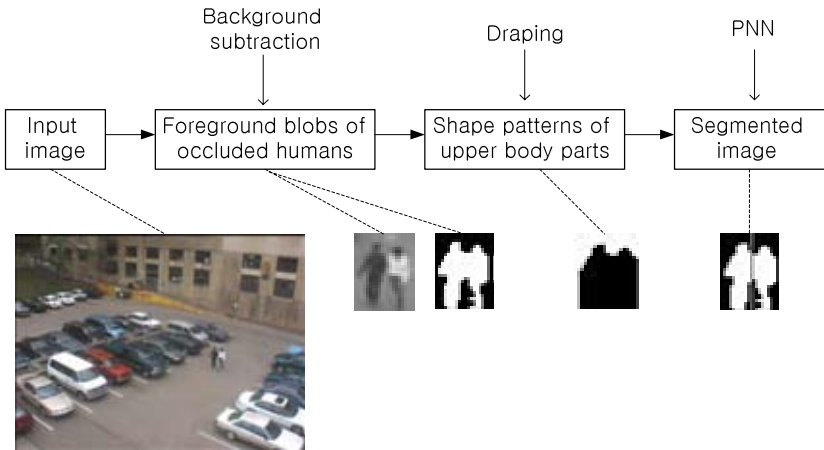 Background
subtraction
Draping
PNN
Input
image
Foreground blobs of
occluded humans
Shape patterns of
upper body parts
Segmented
image